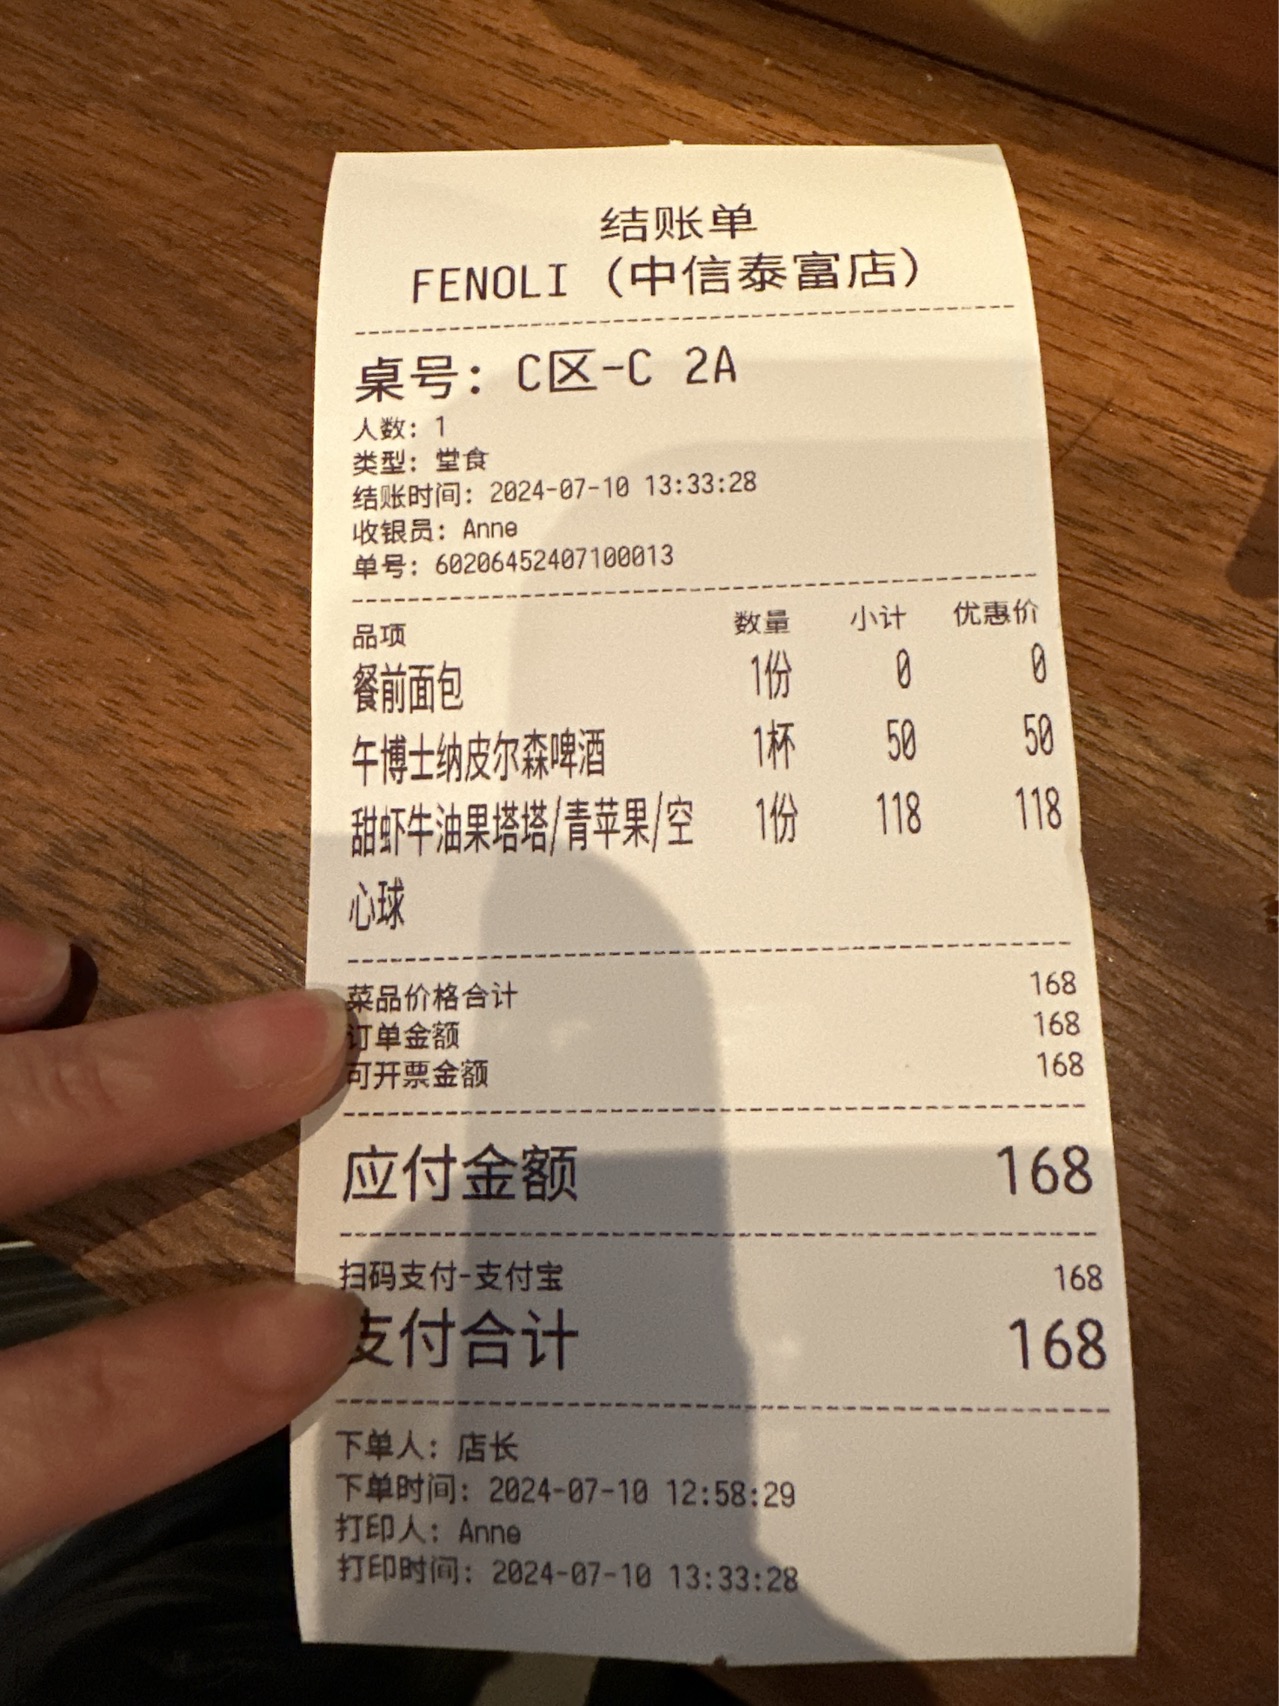 结账单
FENOLI（中信泰富店）
桌号：C区-C 2A
人数：1
类型：堂食
结账时间：2024-07-10 13:33:28
收银员：Anne
单号：602064524071​00013
品项 数量 小计 优惠价
餐前面包 1份 0 0
午博士纳皮尔森啤酒 1杯 50 50
甜虾牛油果塔塔/青苹果/空 1份 118 118
心球
菜品价格合计 168
订单金额 168
可开票金额 168
应付金额 168
扫码支付-支付宝 168
支付合计 168
下单人：店长
下单时间：2024-07-10 12:58:29
打印人：Anne
打印时间：2024-07-10 13:33:28